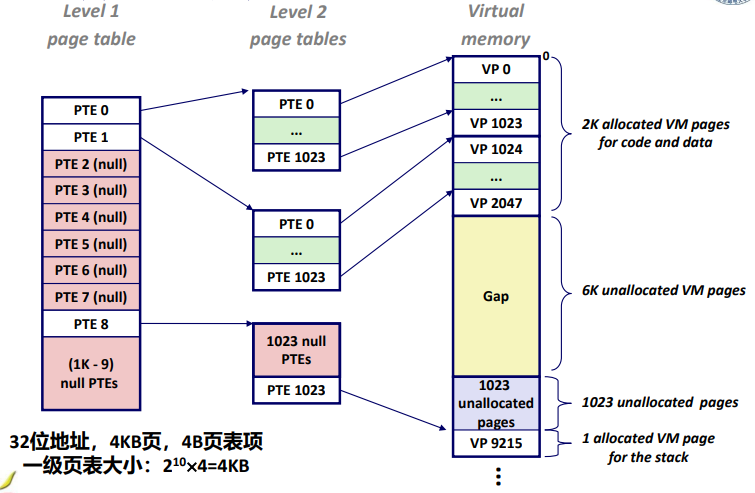 Level 1
page table
Level 2
page tables
Virtual
memory
PTE 0
PTE 1
PTE 2 (null)
PTE 3 (null)
PTE 4 (null)
PTE 5 (null)
PTE 6 (null)
PTE 7 (null)
PTE 8
(1K - 9)
null PTEs
PTE 0
...
PTE 1023
PTE 0
...
PTE 1023
1023 null
PTEs
PTE 1023
0
VP 0
...
VP 1023
VP 1024
...
VP 2047
Gap
1023
unallocated
pages
VP 9215
2K allocated VM pages
for code and data
6K unallocated VM pages
1023 unallocated pages
1 allocated VM page
for the stack
32位地址，4KB页，4B页表项
一级页表大小：2¹⁰×4=4KB